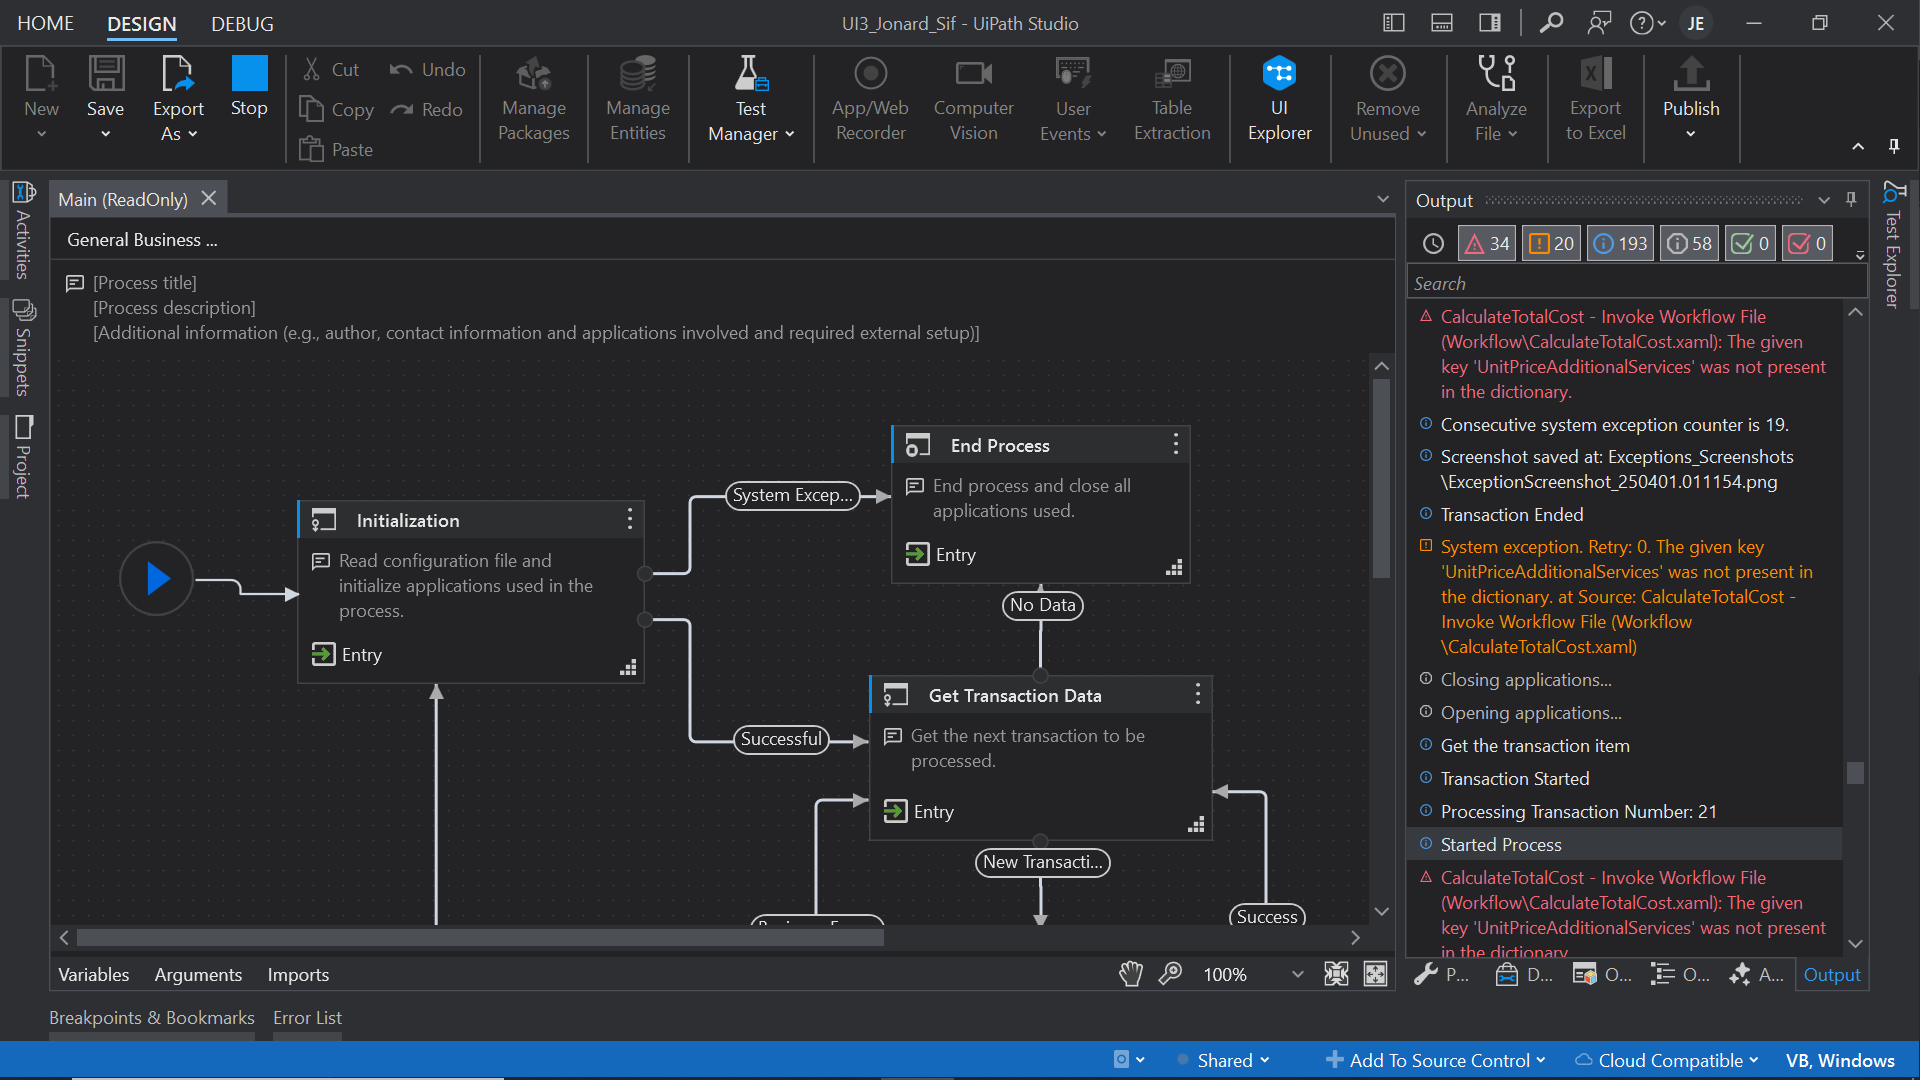 HOME DESIGN DEBUG
UI3_Jonard_Sif - UiPath Studio
JE
New
Save
Export
As
Stop
Cut
Copy
Paste
Undo
Redo
Manage
Packages
Manage
Entities
Test
Manager
App/Web
Recorder
Computer
Vision
User
Events
Table
Extraction
UI
Explorer
Remove
Unused
Analyze
File
Export
to Excel
Publish
Activities
Snippets
Project
Main (ReadOnly)
General Business ...
[Process title]
[Process description]
[Additional information (e.g., author, contact information and applications involved and required external setup)]
Initialization
Read configuration file and
initialize applications used in the
process.
Entry
System Excep...
Successful
End Process
End process and close all
applications used.
Entry
No Data
Get Transaction Data
Get the next transaction to be
processed.
Entry
New Transacti...
Success
Variables Arguments Imports
100%
Output
34 20 193 58 0 0
Search
CalculateTotalCost - Invoke Workflow File
(Workflow\CalculateTotalCost.xaml): The given
key 'UnitPriceAdditionalServices' was not present
in the dictionary.
Consecutive system exception counter is 19.
Screenshot saved at: Exceptions_Screenshots
\ExceptionScreenshot_250401.011154.png
Transaction Ended
System exception. Retry: 0. The given key
'UnitPriceAdditionalServices' was not present in
the dictionary. at Source: CalculateTotalCost -
Invoke Workflow File (Workflow
\CalculateTotalCost.xaml)
Closing applications...
Opening applications...
Get the transaction item
Transaction Started
Processing Transaction Number: 21
Started Process
CalculateTotalCost - Invoke Workflow File
(Workflow\CalculateTotalCost.xaml): The given
key 'UnitPriceAdditionalServices' was not present
in the dictionary
P... D... O... O... A... Output
Test Explorer
Breakpoints & Bookmarks Error List
Shared
Add To Source Control
Cloud Compatible
VB, Windows